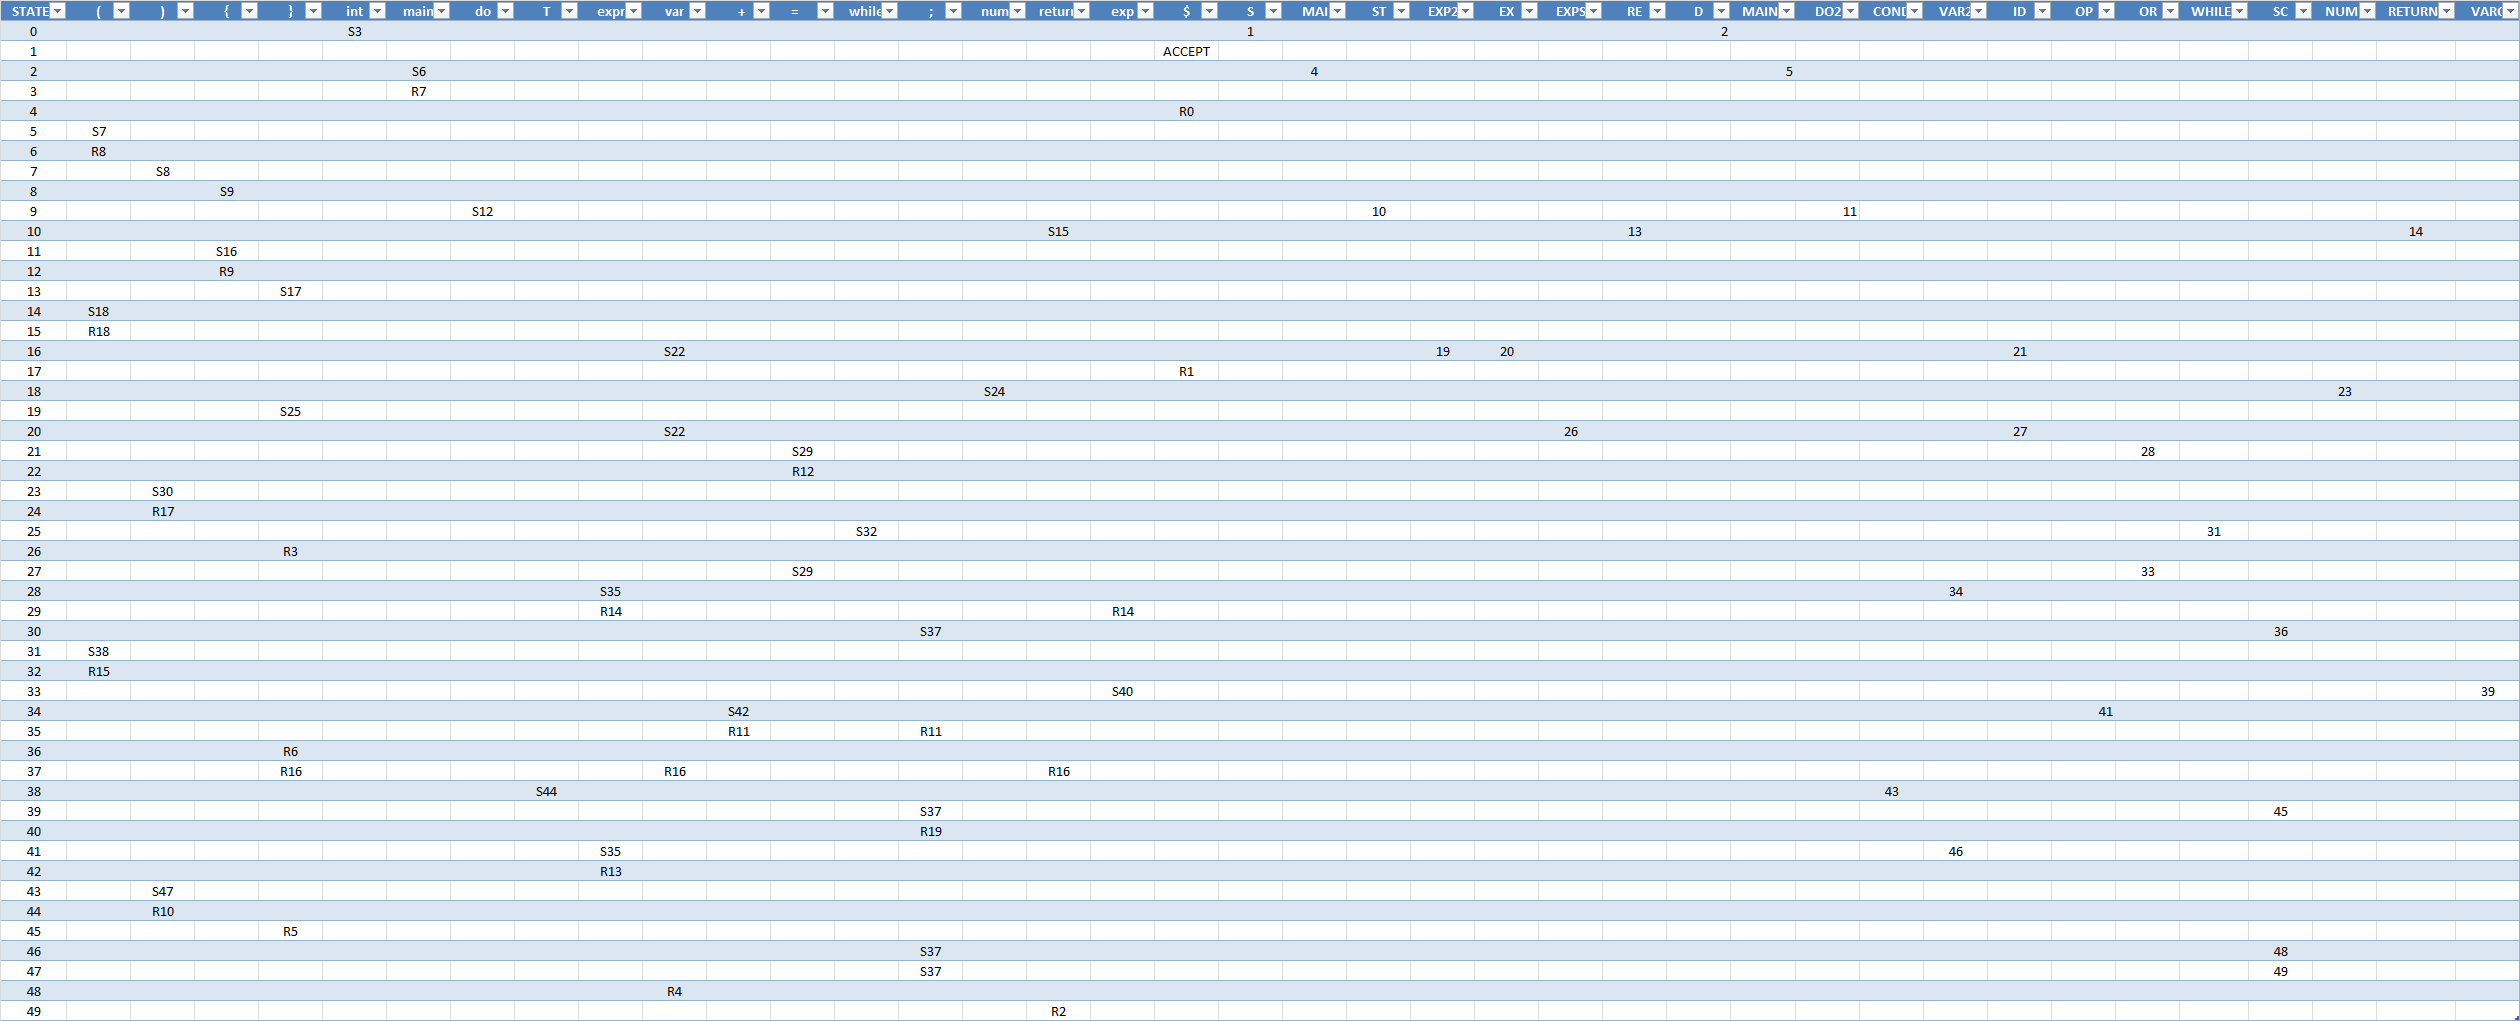 STATE ( ) { } int main do T expr var + = while ; num return exp $ S MAI ST EXP2 EX EXPS RE D MAIN DO2 COND VAR2 ID OP OR WHILE SC NUM RETURN VARO
0 S3 1 2
1 ACCEPT
2 S6 4 5
3 R7
4 R0
5 S7
6 R8
7 S8
8 S9
9 S12 10 11
10 S15 13 14
11 S16
12 R9
13 S17
14 S18
15 R18
16 S22 19 20 21
17 R1
18 S24 23
19 S25
20 S22 26 27
21 S29 28
22 R12
23 S30
24 R17
25 S32 31
26 R3
27 S29 33
28 S35 34
29 R14 R14
30 S37 36
31 S38
32 R15
33 S40 39
34 S42 41
35 R11 R11
36 R6
37 R16 R16 R16
38 S44 43
39 S37 45
40 R19
41 S35 46
42 R13
43 S47
44 R10
45 R5
46 S37 48
47 S37 49
48 R4
49 R2